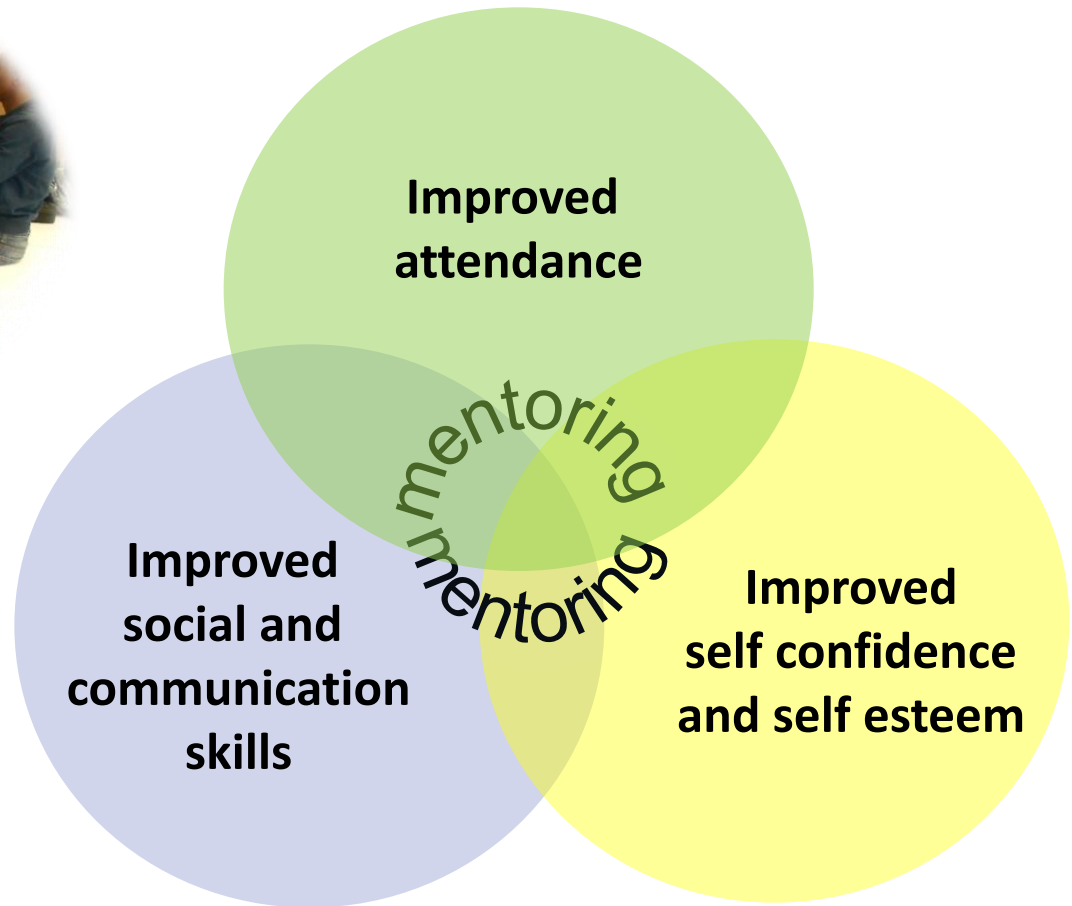 Improved
attendance
mentoring
mentoring
Improved
social and
communication
skills
Improved
self confidence
and self esteem